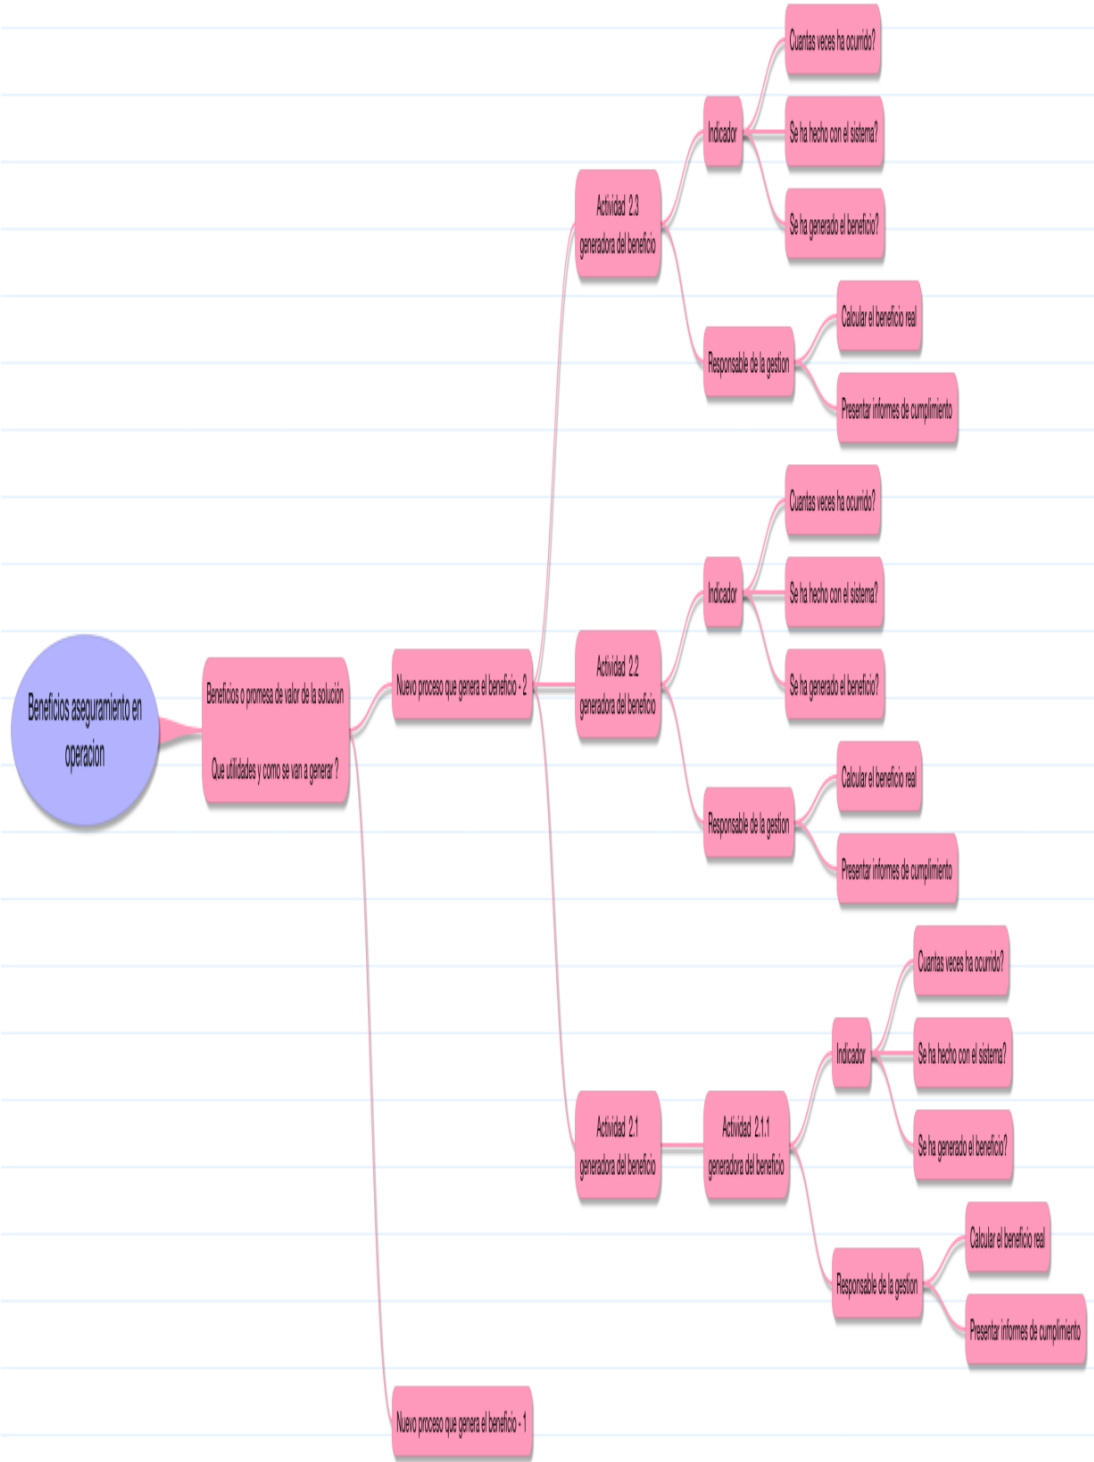 Beneficios aseguramiento en
operacion
Beneficios o promesa de valor de la solución
Que utilidades y como se van a generar ?
Nuevo proceso que genera el beneficio - 2
Actividad 2.3
generadora del beneficio
Indicador
Cuantas veces ha ocurrido?
Se ha hecho con el sistema?
Se ha generado el beneficio?
Responsable de la gestion
Calcular el beneficio real
Presentar informes de cumplimiento
Actividad 2.2
generadora del beneficio
Indicador
Cuantas veces ha ocurrido?
Se ha hecho con el sistema?
Se ha generado el beneficio?
Responsable de la gestion
Calcular el beneficio real
Presentar informes de cumplimiento
Actividad 2.1
generadora del beneficio
Actividad 2.1.1
generadora del beneficio
Indicador
Cuantas veces ha ocurrido?
Se ha hecho con el sistema?
Se ha generado el beneficio?
Responsable de la gestion
Calcular el beneficio real
Presentar informes de cumplimiento
Nuevo proceso que genera el beneficio - 1